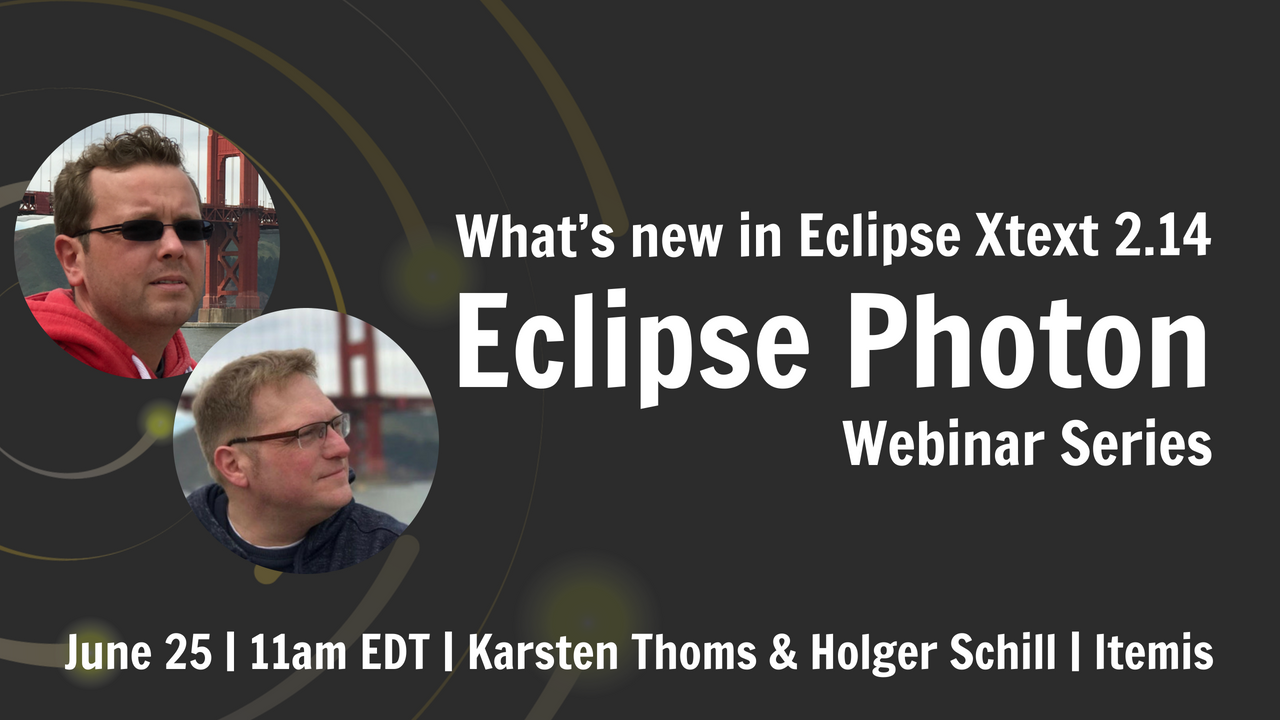 What's new in Eclipse Xtext 2.14
Eclipse Photon
Webinar Series
June 25 | 11am EDT | Karsten Thoms & Holger Schill | Itemis